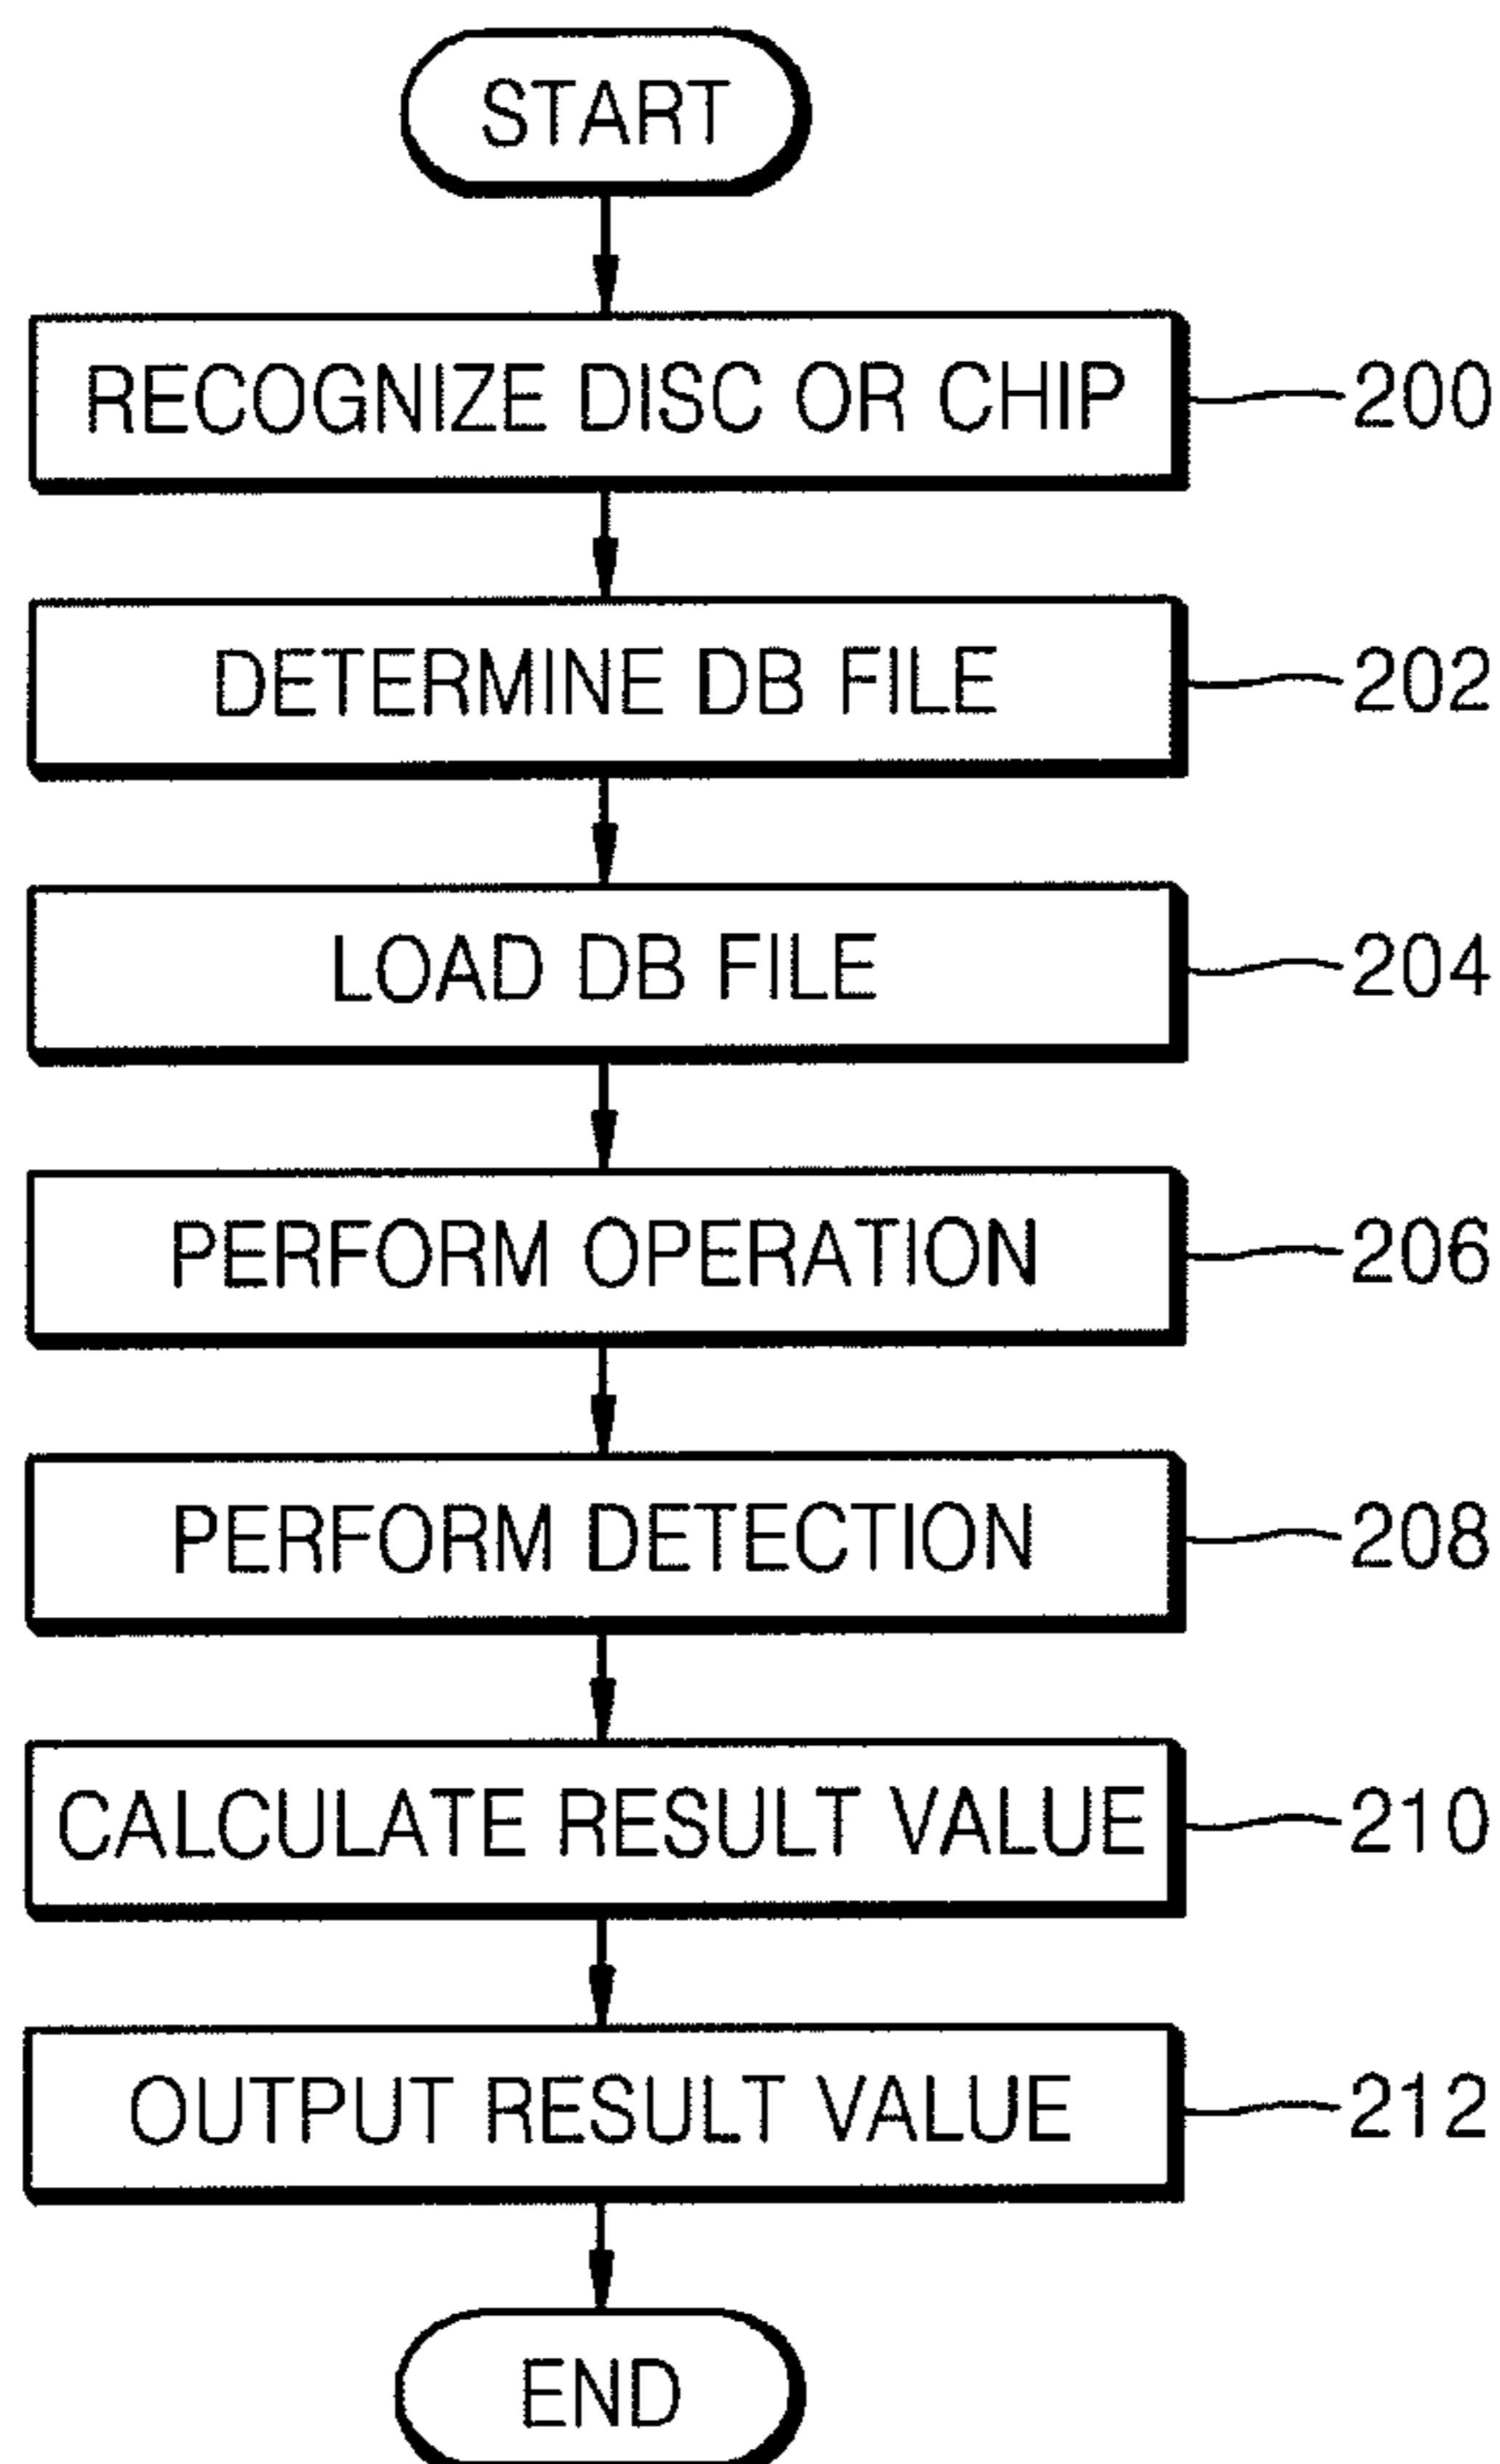 START
RECOGNIZE DISC OR CHIP 200
DETERMINE DB FILE 202
LOAD DB FILE 204
PERFORM OPERATION 206
PERFORM DETECTION 208
CALCULATE RESULT VALUE 210
OUTPUT RESULT VALUE 212
END